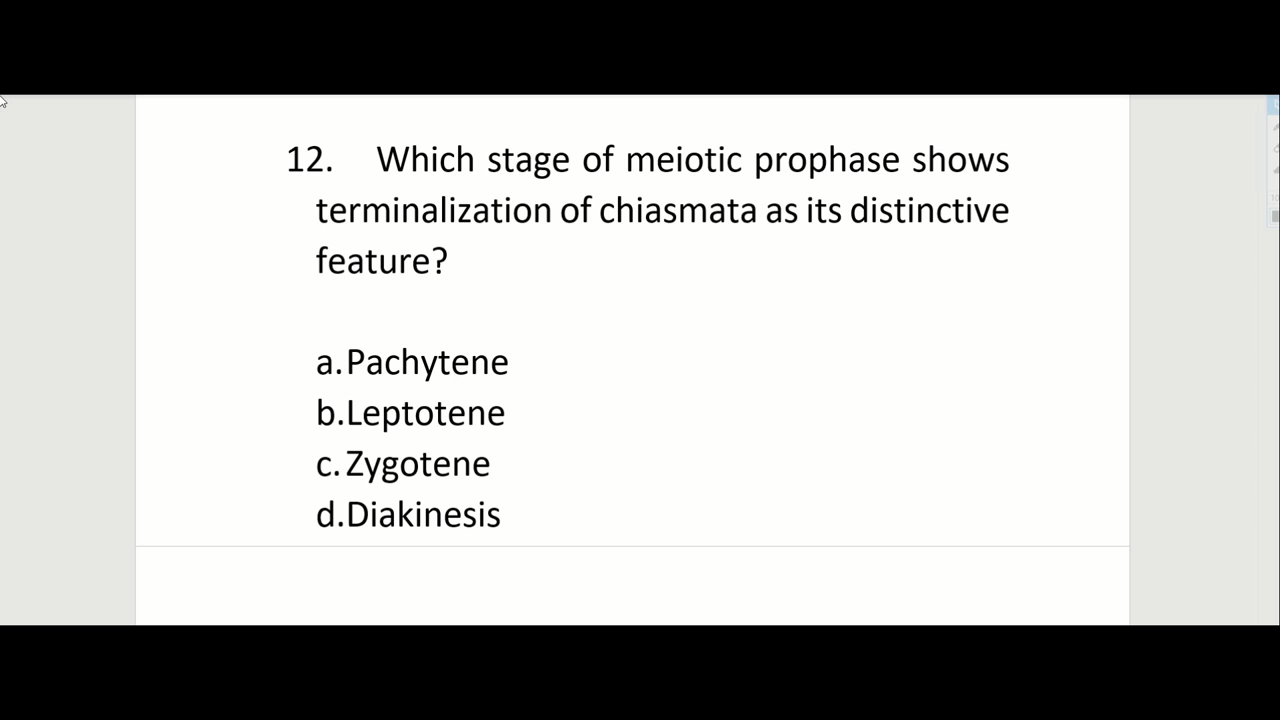 12. Which stage of meiotic prophase shows
terminalization of chiasmata as its distinctive
feature?
a. Pachytene
b. Leptotene
c. Zygotene
d. Diakinesis